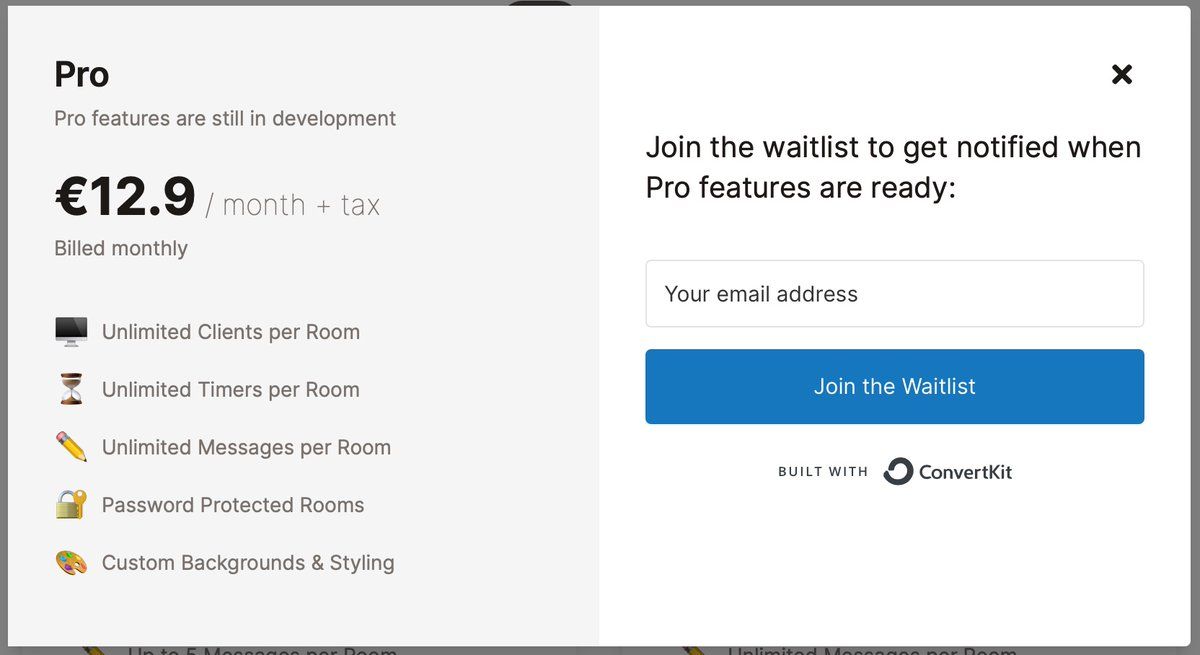 Pro
Pro features are still in development
€12.9 / month + tax
Billed monthly
Unlimited Clients per Room
Unlimited Timers per Room
Unlimited Messages per Room
Password Protected Rooms
Custom Backgrounds & Styling
Join the waitlist to get notified when
Pro features are ready:
Your email address
Join the Waitlist
BUILT WITH ConvertKit
Up to 5 Messages per Room
Unlimited Messages per Room